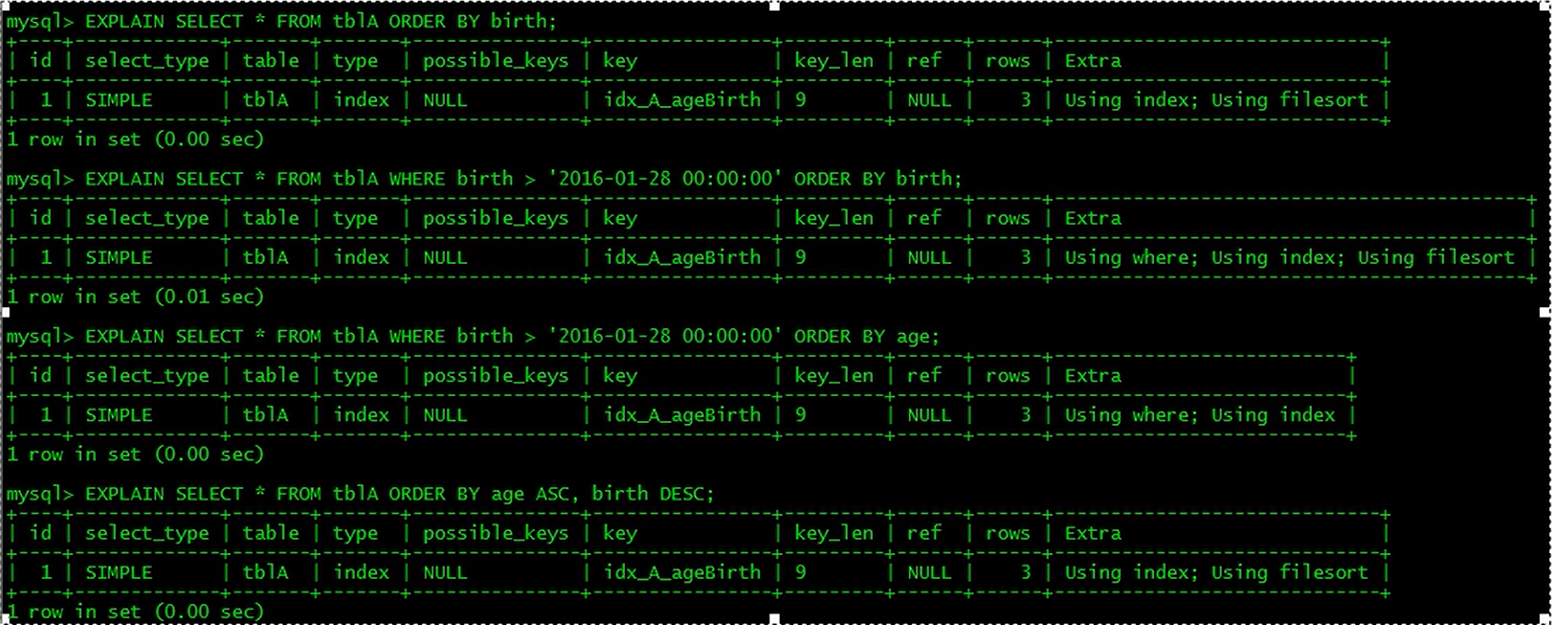 mysql> EXPLAIN SELECT * FROM tblA ORDER BY birth;
+----+-------------+-------+-------+---------------+----------------+---------+------+------+-----------------------------+
| id | select_type | table | type  | possible_keys | key            | key_len | ref  | rows | Extra                       |
+----+-------------+-------+-------+---------------+----------------+---------+------+------+-----------------------------+
|  1 | SIMPLE      | tblA  | index | NULL          | idx_A_ageBirth | 9       | NULL |    3 | Using index; Using filesort |
+----+-------------+-------+-------+---------------+----------------+---------+------+------+-----------------------------+
1 row in set (0.00 sec)
mysql> EXPLAIN SELECT * FROM tblA WHERE birth > '2016-01-28 00:00:00' ORDER BY birth;
+----+-------------+-------+-------+---------------+----------------+---------+------+------+------------------------------------------+
| id | select_type | table | type  | possible_keys | key            | key_len | ref  | rows | Extra                                    |
+----+-------------+-------+-------+---------------+----------------+---------+------+------+------------------------------------------+
|  1 | SIMPLE      | tblA  | index | NULL          | idx_A_ageBirth | 9       | NULL |    3 | Using where; Using index; Using filesort |
+----+-------------+-------+-------+---------------+----------------+---------+------+------+------------------------------------------+
1 row in set (0.01 sec)
mysql> EXPLAIN SELECT * FROM tblA WHERE birth > '2016-01-28 00:00:00' ORDER BY age;
+----+-------------+-------+-------+---------------+----------------+---------+------+------+--------------------------+
| id | select_type | table | type  | possible_keys | key            | key_len | ref  | rows | Extra                    |
+----+-------------+-------+-------+---------------+----------------+---------+------+------+--------------------------+
|  1 | SIMPLE      | tblA  | index | NULL          | idx_A_ageBirth | 9       | NULL |    3 | Using where; Using index |
+----+-------------+-------+-------+---------------+----------------+---------+------+------+--------------------------+
1 row in set (0.00 sec)
mysql> EXPLAIN SELECT * FROM tblA ORDER BY age ASC, birth DESC;
+----+-------------+-------+-------+---------------+----------------+---------+------+------+-----------------------------+
| id | select_type | table | type  | possible_keys | key            | key_len | ref  | rows | Extra                       |
+----+-------------+-------+-------+---------------+----------------+---------+------+------+-----------------------------+
|  1 | SIMPLE      | tblA  | index | NULL          | idx_A_ageBirth | 9       | NULL |    3 | Using index; Using filesort |
+----+-------------+-------+-------+---------------+----------------+---------+------+------+-----------------------------+
1 row in set (0.00 sec)